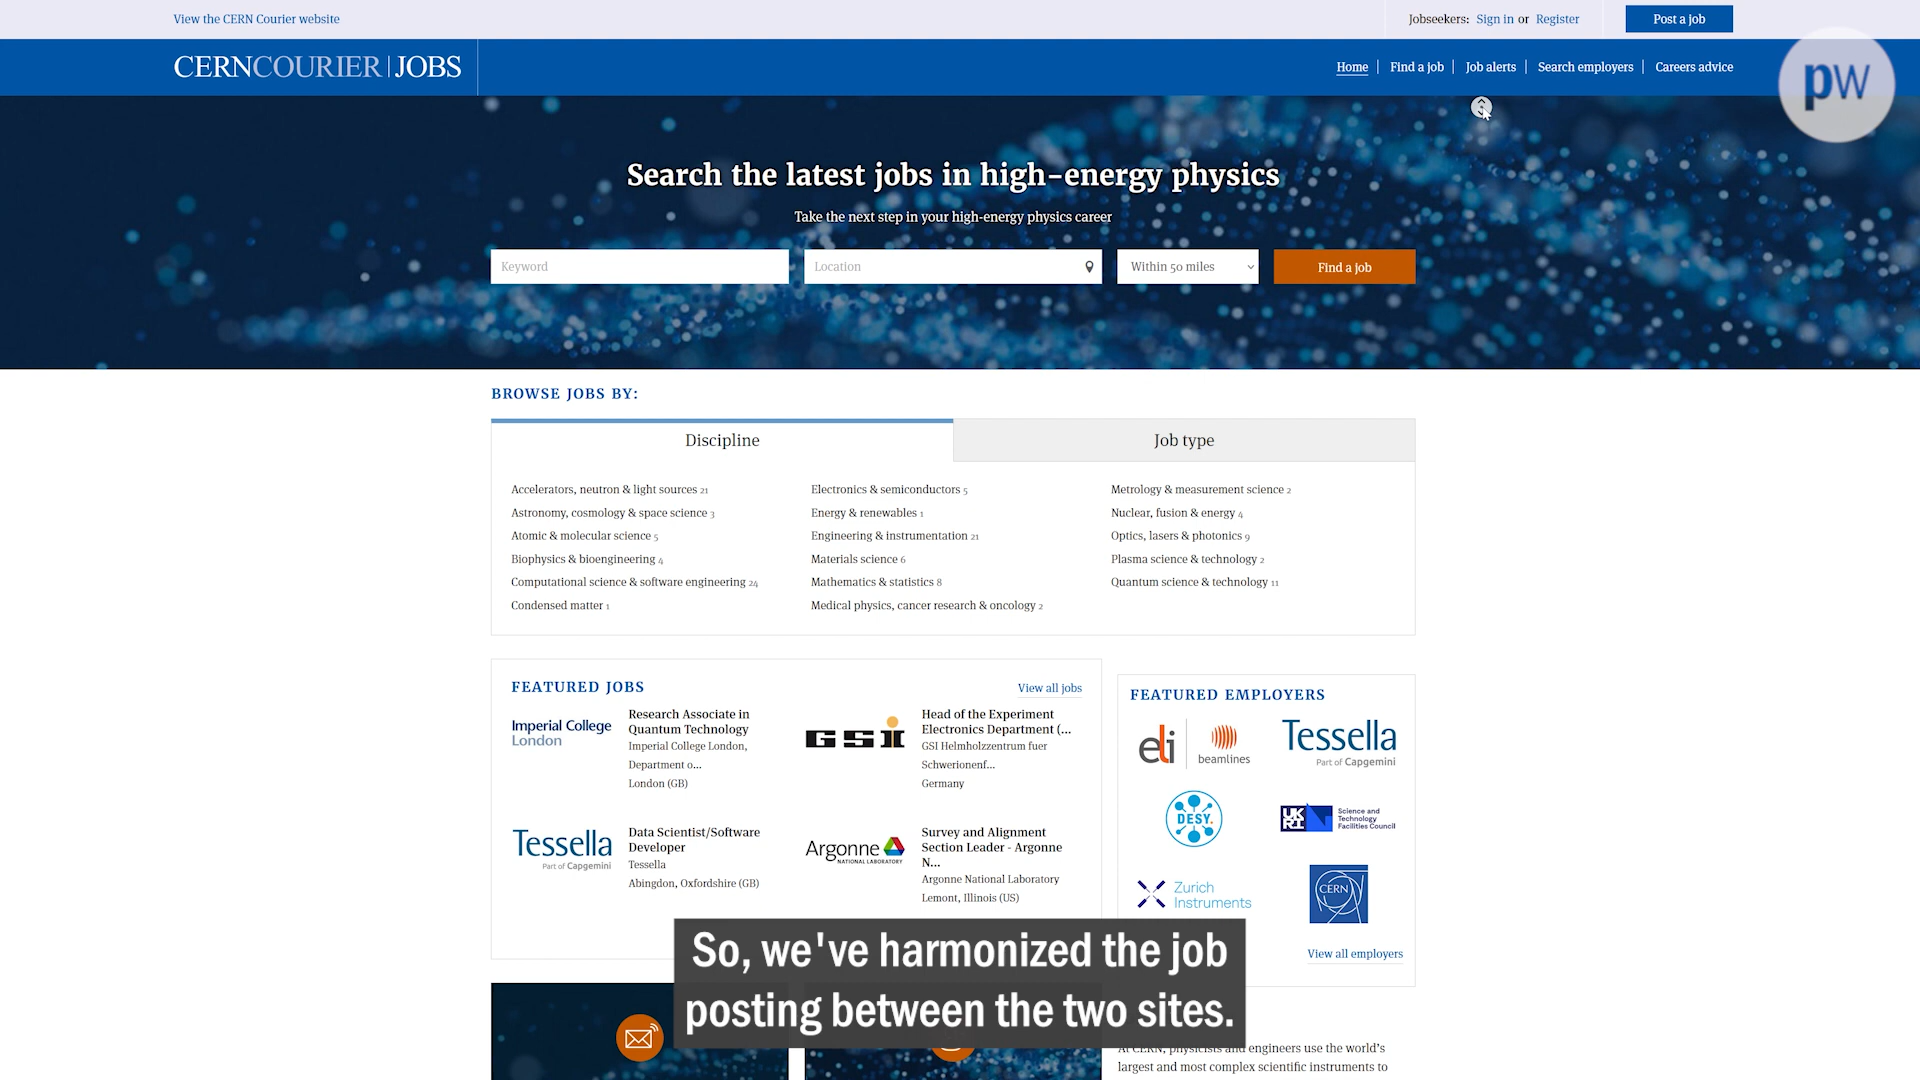 View the CERN Courier website
Jobseekers: Sign in or Register
Post a job
CERNCOURIER | JOBS
Home
Find a job
Job alerts
Search employers
Careers advice
pw
Search the latest jobs in high-energy physics
Take the next step in your high-energy physics career
Keyword
Location
Within 50 miles
Find a job
BROWSE JOBS BY:
Discipline
Job type
Accelerators, neutron & light sources 21
Astronomy, cosmology & space science 3
Atomic & molecular science 5
Biophysics & bioengineering 4
Computational science & software engineering 24
Condensed matter 1
Electronics & semiconductors 5
Energy & renewables 1
Engineering & instrumentation 21
Materials science 6
Mathematics & statistics 8
Medical physics, cancer research & oncology 2
Metrology & measurement science 2
Nuclear, fusion & energy 4
Optics, lasers & photonics 9
Plasma science & technology 2
Quantum science & technology 11
FEATURED JOBS
View all jobs
Imperial College
London
Research Associate in
Quantum Technology
Imperial College London,
Department o...
London (GB)
GSI
Head of the Experiment
Electronics Department (...
GSI Helmholzzentrum fuer
Schwerionenf...
Germany
Tessella
Part of Capgemini
Data Scientist/Software
Developer
Tessella
Abingdon, Oxfordshire (GB)
Argonne
NATIONAL LABORATORY
Survey and Alignment
Section Leader - Argonne
N...
Argonne National Laboratory
Lemont, Illinois (US)
FEATURED EMPLOYERS
eli
beamlines
Tessella
Part of Capgemini
DESY.
UKRI
Science and
Technology
Facilities Council
Zurich
Instruments
CERN
View all employers
So, we've harmonized the job
posting between the two sites.
At CERN, physicists and engineers use the world's
largest and most complex scientific instruments to